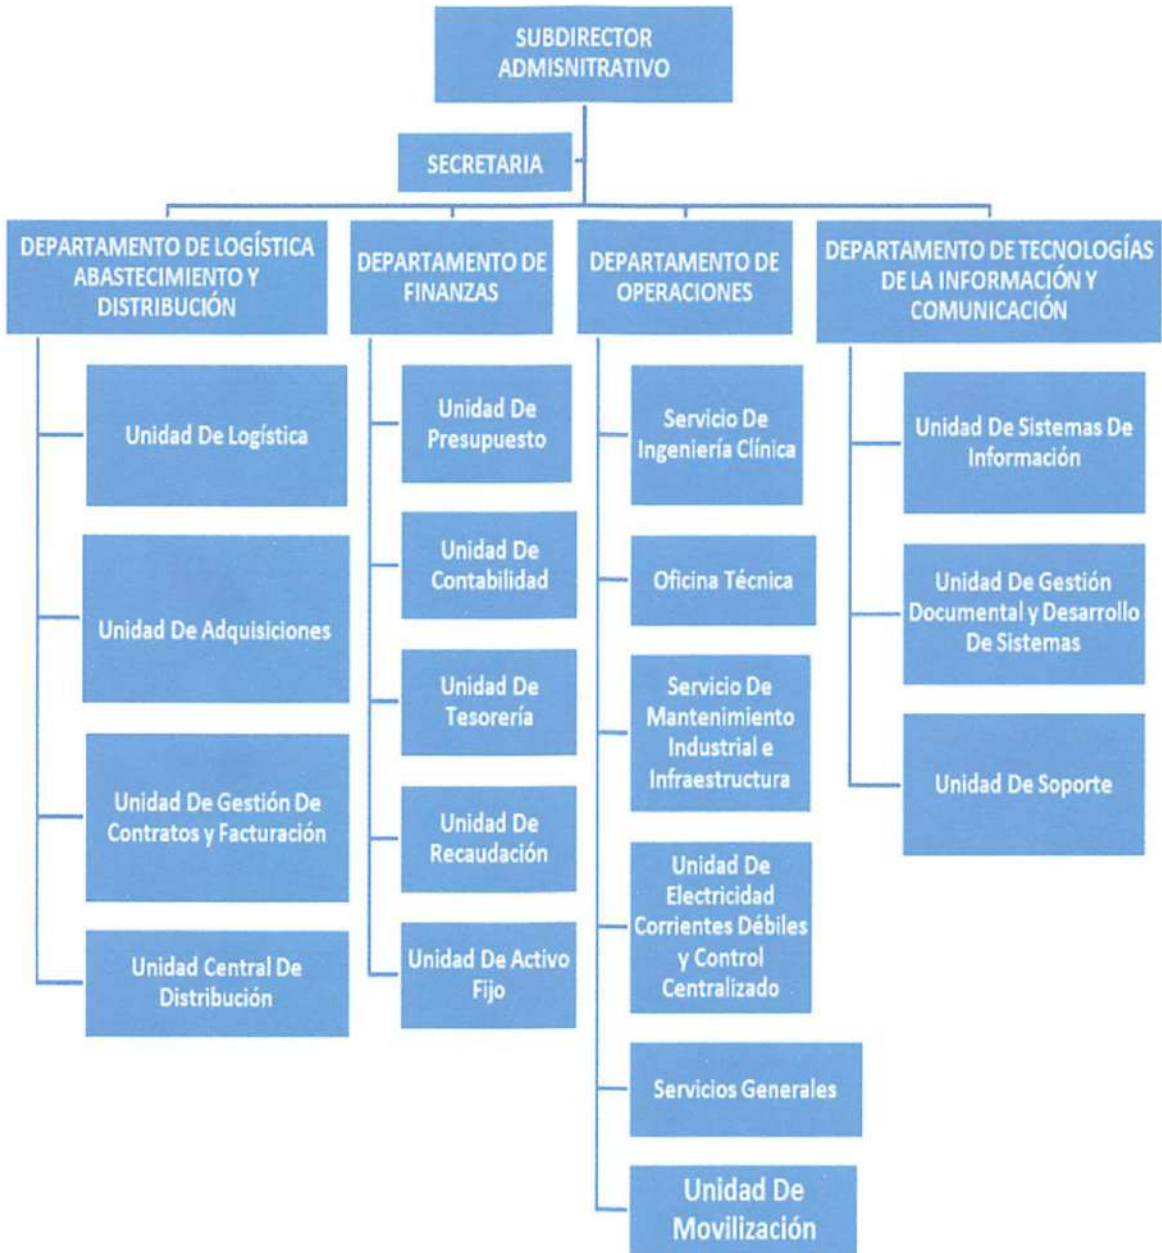 SUBDIRECTOR
ADMISNITRATIVO
SECRETARIA
DEPARTAMENTO DE LOGÍSTICA
ABASTECIMIENTO Y
DISTRIBUCIÓN
Unidad De Logística
Unidad De Adquisiciones
Unidad De Gestión De
Contratos y Facturación
Unidad Central De
Distribución
DEPARTAMENTO DE
FINANZAS
Unidad De
Presupuesto
Unidad De
Contabilidad
Unidad De
Tesorería
Unidad De
Recaudación
Unidad De Activo
Fijo
DEPARTAMENTO DE
OPERACIONES
Servicio De
Ingeniería Clínica
Oficina Técnica
Servicio De
Mantenimiento
Industrial e
Infraestructura
Unidad De
Electricidad
Corrientes Débiles
y Control
Centralizado
Servicios Generales
Unidad De
Movilización
DEPARTAMENTO DE TECNOLOGÍAS
DE LA INFORMACIÓN Y
COMUNICACIÓN
Unidad De Sistemas De
Información
Unidad De Gestión
Documental y Desarrollo
De Sistemas
Unidad De Soporte